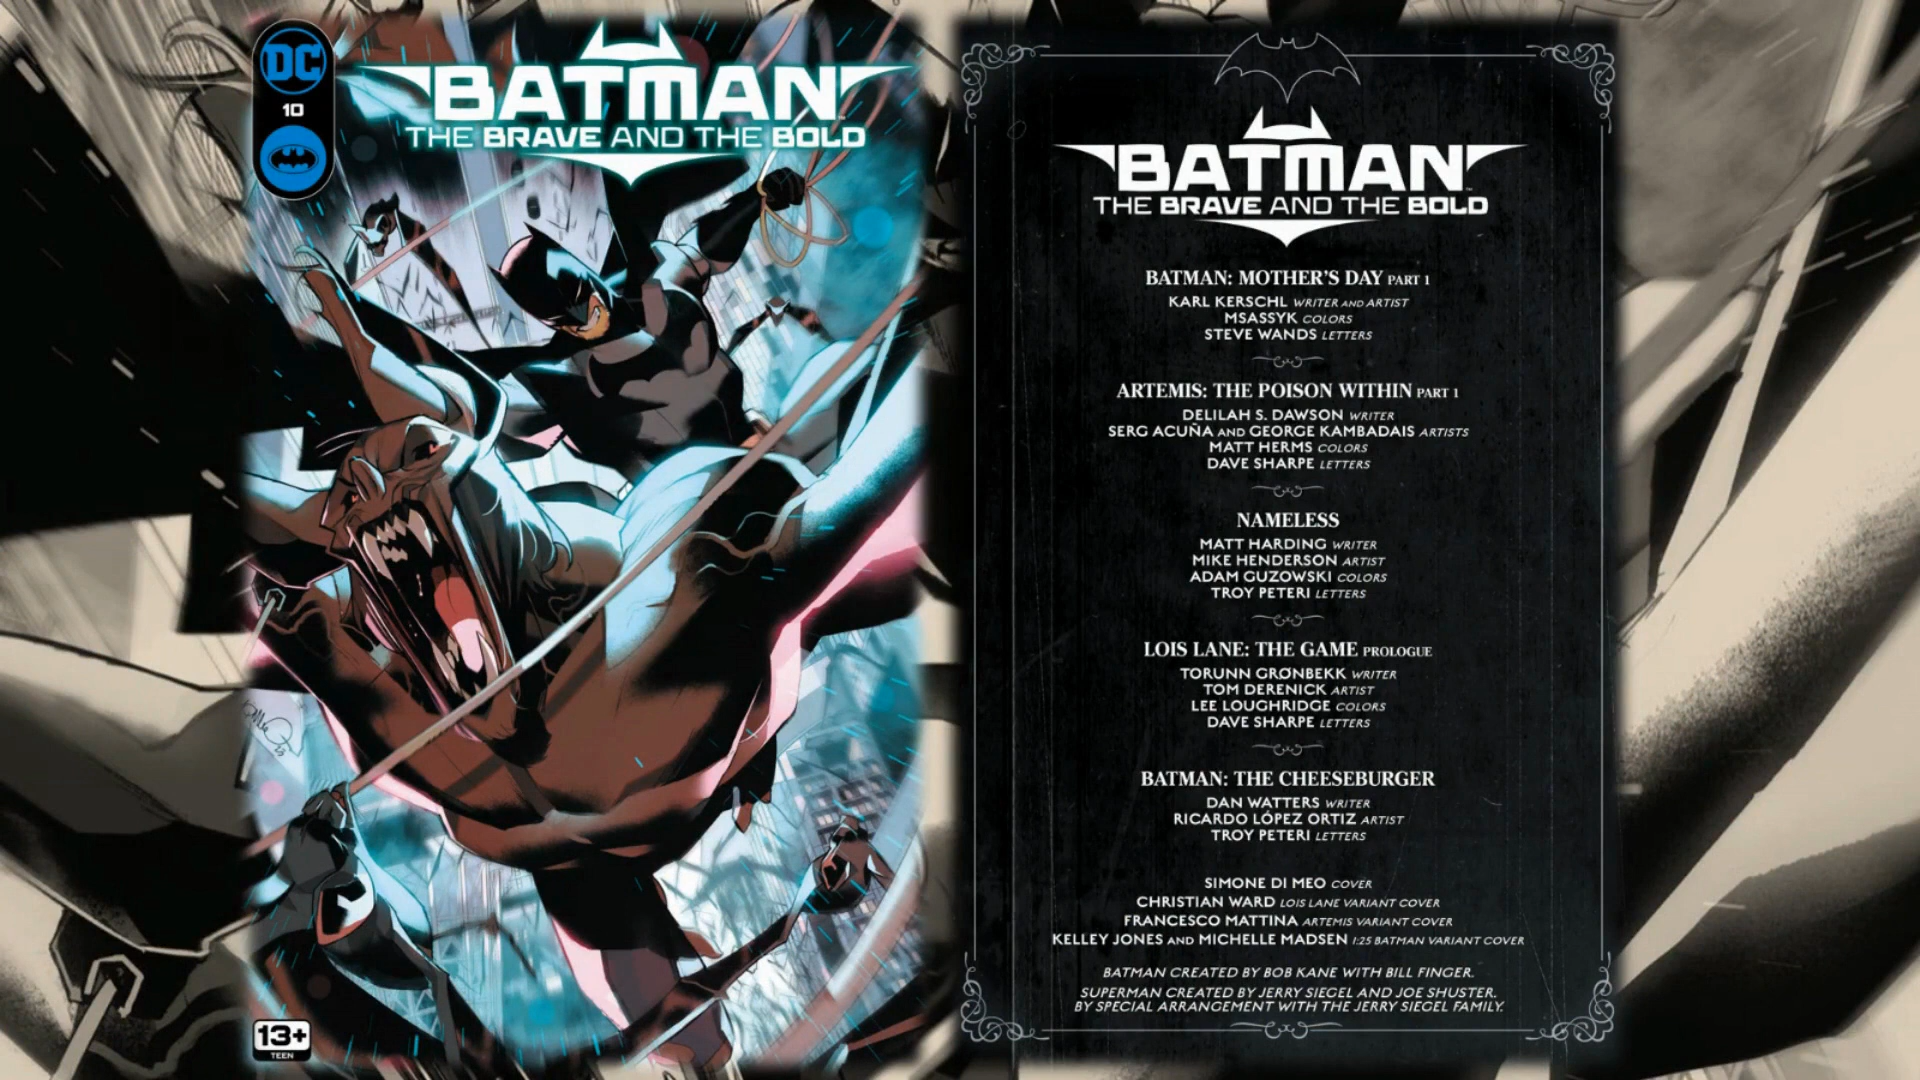 DC
10
BATMAN
THE BRAVE AND THE BOLD
13+
TEEN
BATMAN
THE BRAVE AND THE BOLD
BATMAN: MOTHER'S DAY PART 1
KARL KERSCHL WRITER AND ARTIST
MSASSYK COLORS
STEVE WANDS LETTERS
ARTEMIS: THE POISON WITHIN PART 1
DELILAH S. DAWSON WRITER
SERG ACUÑA AND GEORGE KAMBADAIS ARTISTS
MATT HERMS COLORS
DAVE SHARPE LETTERS
NAMELESS
MATT HARDING WRITER
MIKE HENDERSON ARTIST
ADAM GUZOWSKI COLORS
TROY PETERI LETTERS
LOIS LANE: THE GAME PROLOGUE
TORUNN GRØNBEKK WRITER
TOM DERENICK ARTIST
LEE LOUGHRIDGE COLORS
DAVE SHARPE LETTERS
BATMAN: THE CHEESEBURGER
DAN WATTERS WRITER
RICARDO LÓPEZ ORTIZ ARTIST
TROY PETERI LETTERS
SIMONE DI MEO COVER
CHRISTIAN WARD LOIS LANE VARIANT COVER
FRANCESCO MATTINA ARTEMIS VARIANT COVER
KELLEY JONES AND MICHELLE MADSEN 1:25 BATMAN VARIANT COVER
BATMAN CREATED BY BOB KANE WITH BILL FINGER.
SUPERMAN CREATED BY JERRY SIEGEL AND JOE SHUSTER.
BY SPECIAL ARRANGEMENT WITH THE JERRY SIEGEL FAMILY.